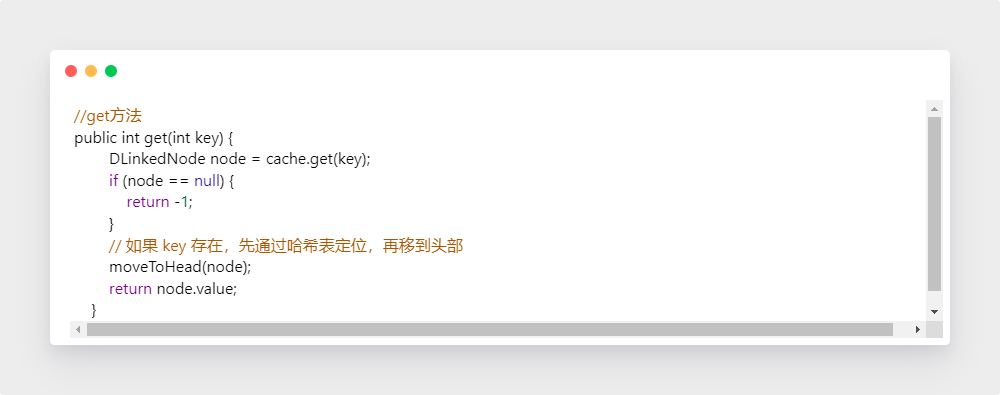 //get方法
public int get(int key) {
DLinkedNode node = cache.get(key);
if (node == null) {
return -1;
}
// 如果 key 存在，先通过哈希表定位，再移到头部
moveToHead(node);
return node.value;
}